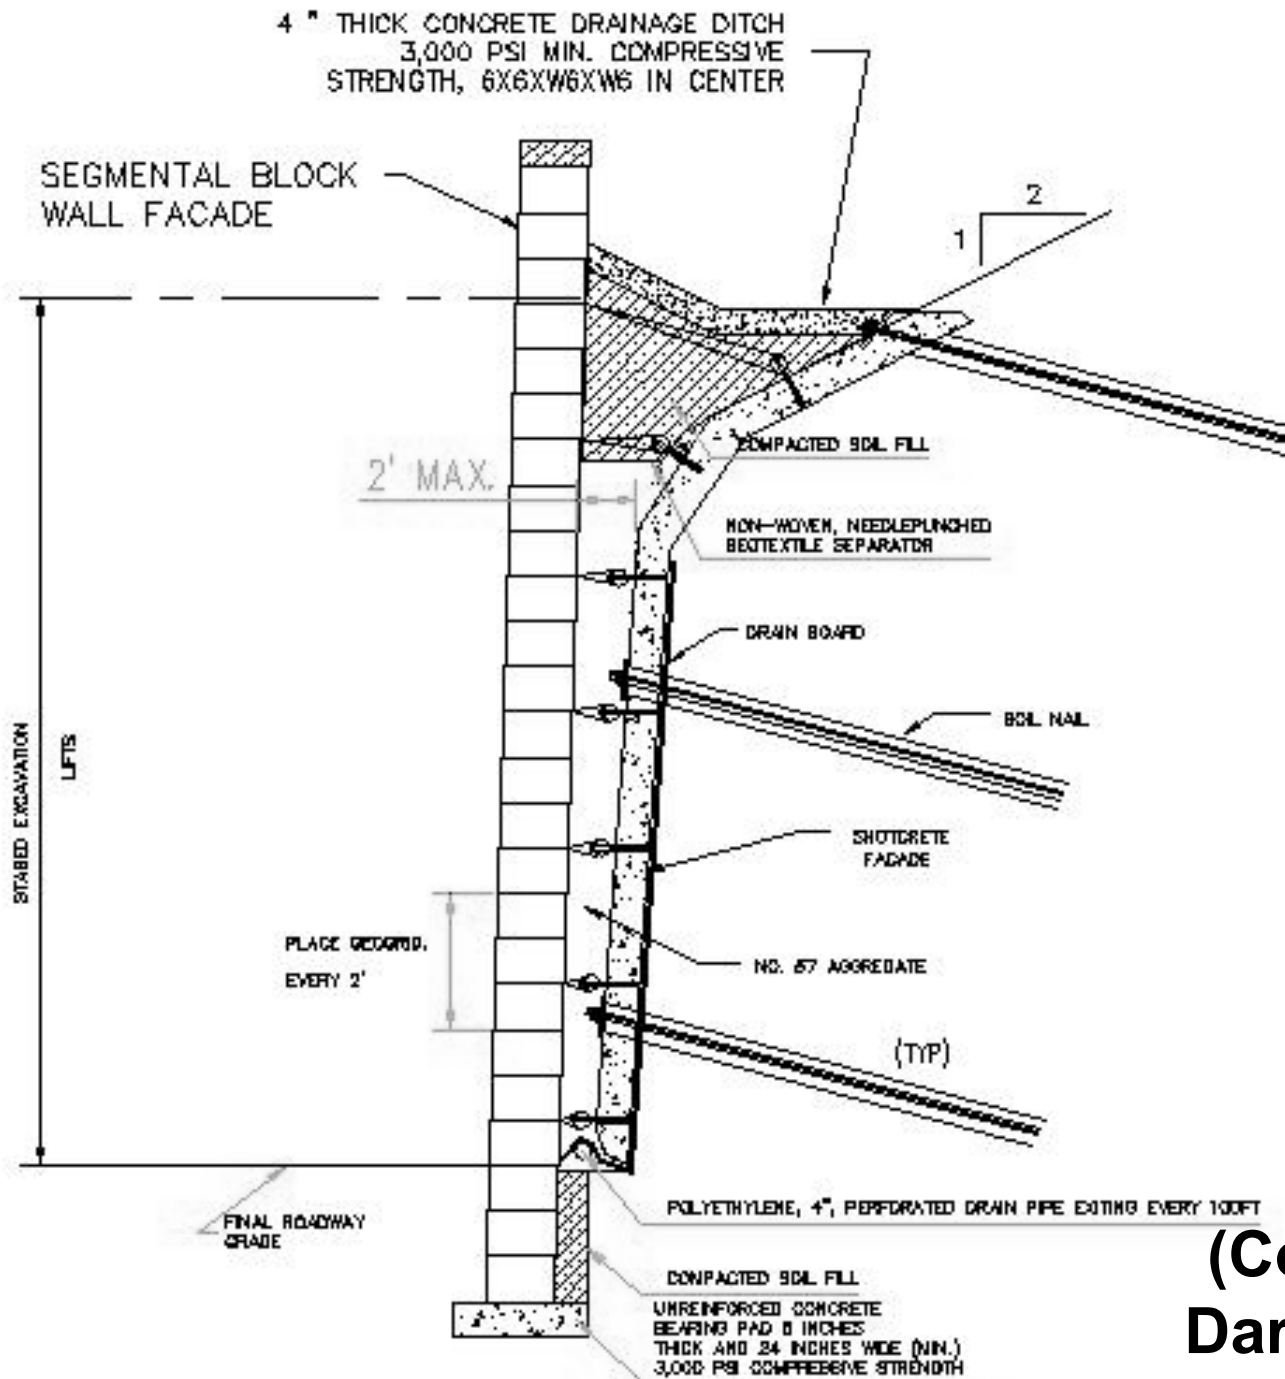 4 " THICK CONCRETE DRAINAGE DITCH
3,000 PSI MIN. COMPRESSIVE
STRENGTH, 6X6XW6XW6 IN CENTER
SEGMENTAL BLOCK
WALL FACADE
2
1
COMPACTED SOIL FILL
2' MAX.
NON-WOVEN, NEEDLEPUNCHED
GEOTEXTILE SEPARATOR
DRAIN BOARD
SOIL NAIL
STAGED EXCAVATION
LIFTS
SHOTCRETE
FACADE
PLACE GEOGRID.
EVERY 2'
NO. 57 AGGREGATE
(TYP)
POLYETHYLENE, 4", PERFORATED DRAIN PIPE EXITING EVERY 100FT
FINAL ROADWAY
GRADE
(Co
Dar
COMPACTED SOIL FILL
UNREINFORCED CONCRETE
BEARING PAD INCHES
THICK AND 24 INCHES WIDE (MIN.)
3,000 PSI COMPRESSIVE STRENGTH